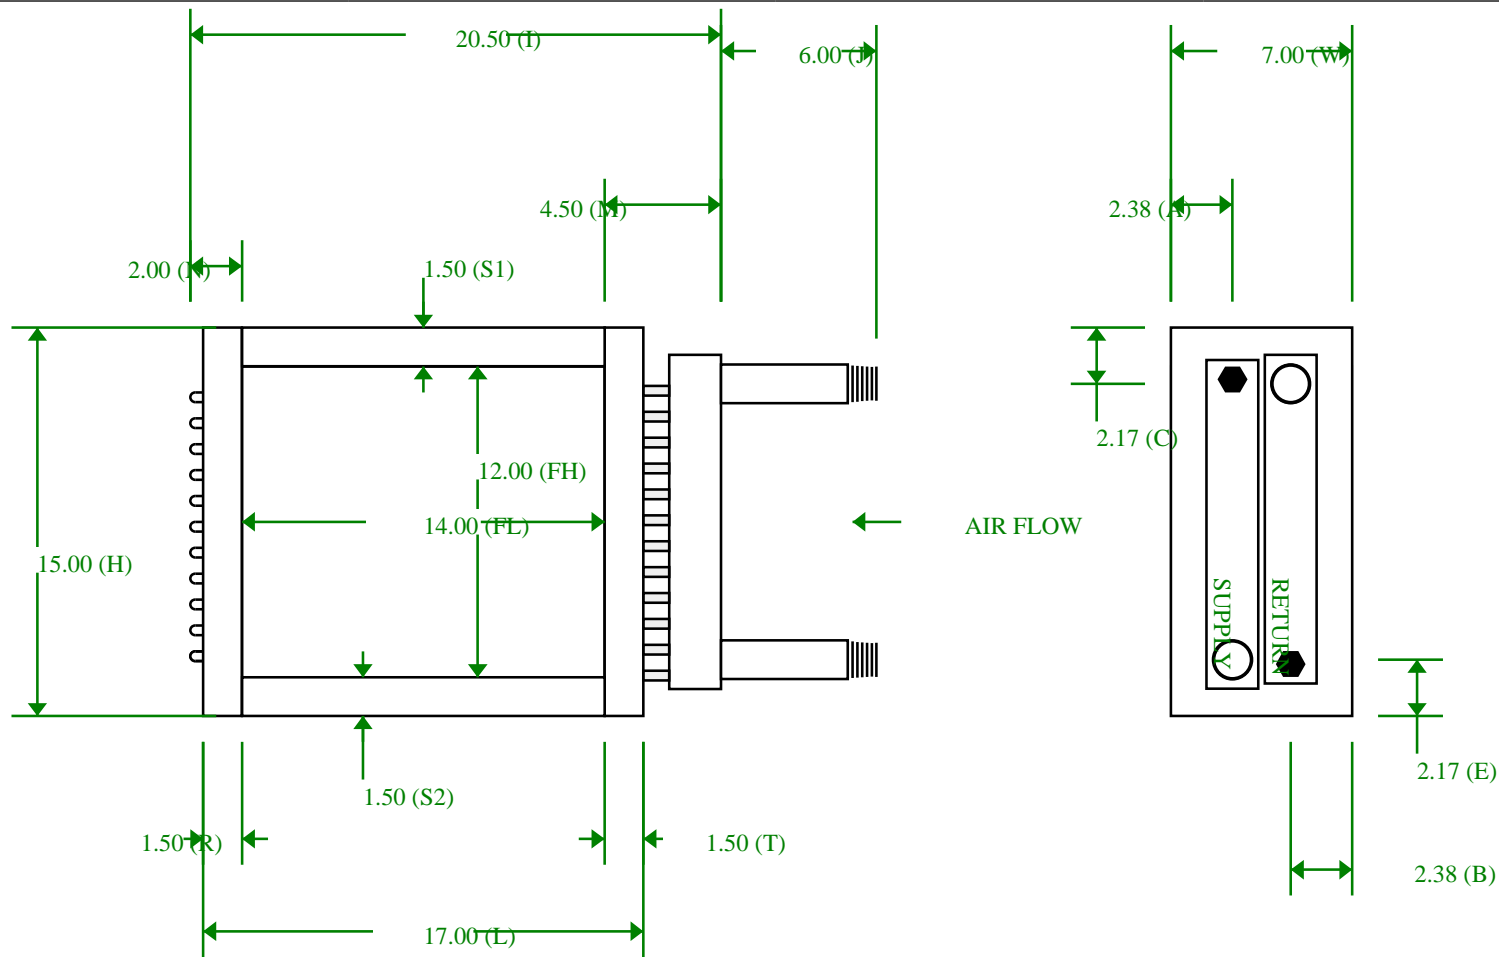 20.50 (I)
6.00 (J)
7.00 (W)
4.50 (M)
2.38 (A)
2.00 (N)
1.50 (S1)
2.17 (C)
12.00 (FH)
14.00 (FL)
AIR FLOW
15.00 (H)
SUPPLY
RETURN
2.17 (E)
1.50 (S2)
1.50 (R)
1.50 (T)
2.38 (B)
17.00 (L)